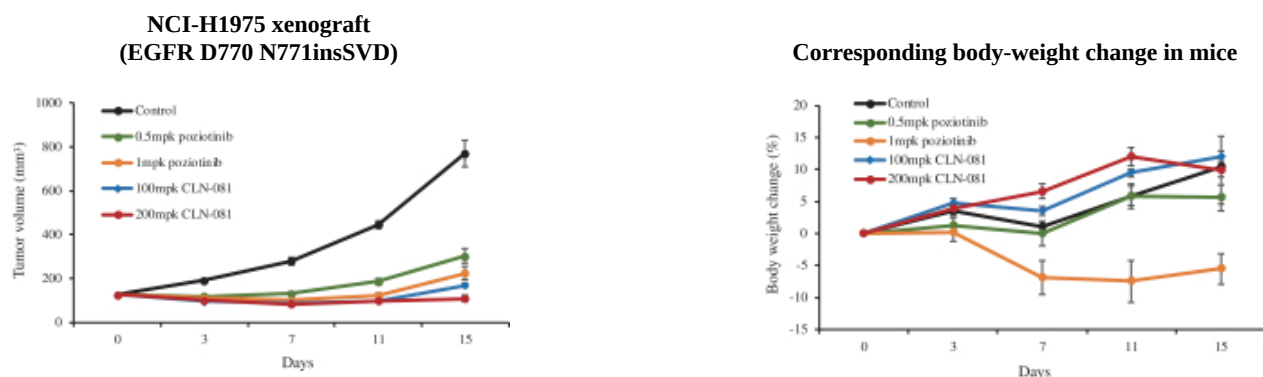 NCI-H1975 xenograft
(EGFR D770 N771insSVD)
Tumor volume (mm³)
1000
800
600
400
200
0
Control
0.5mpk poziotinib
1mpk poziotinib
100mpk CLN-081
200mpk CLN-081
0 3 7 11 15
Days
Corresponding body-weight change in mice
Body weight change (%)
20
15
10
5
0
-5
-10
-15
Control
0.5mpk poziotinib
1mpk poziotinib
100mpk CLN-081
200mpk CLN-081
0 3 7 11 15
Days